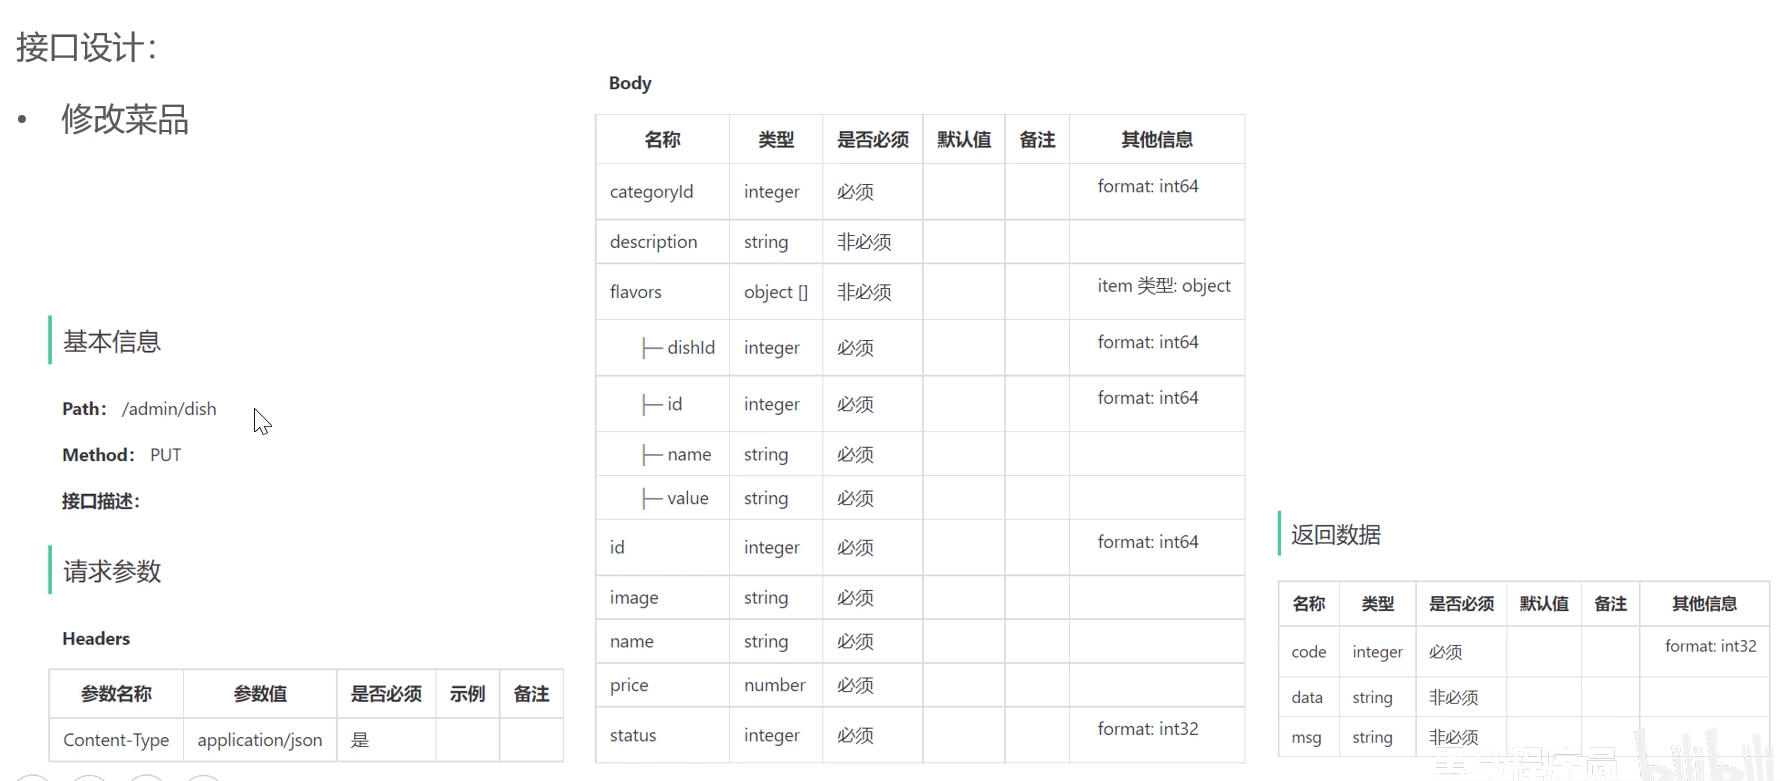 接口设计：
• 修改菜品
基本信息
Path： /admin/dish
Method： PUT
接口描述：
请求参数
Headers
参数名称 参数值 是否必须 示例 备注
Content-Type application/json 是
Body
名称 类型 是否必须 默认值 备注 其他信息
categoryId integer 必须 format: int64
description string 非必须
flavors object [] 非必须 item 类型: object
├─ dishId integer 必须 format: int64
├─ id integer 必须 format: int64
├─ name string 必须
├─ value string 必须
id integer 必须 format: int64
image string 必须
name string 必须
price number 必须
status integer 必须 format: int32
返回数据
名称 类型 是否必须 默认值 备注 其他信息
code integer 必须 format: int32
data string 非必须
msg string 非必须
bilibili